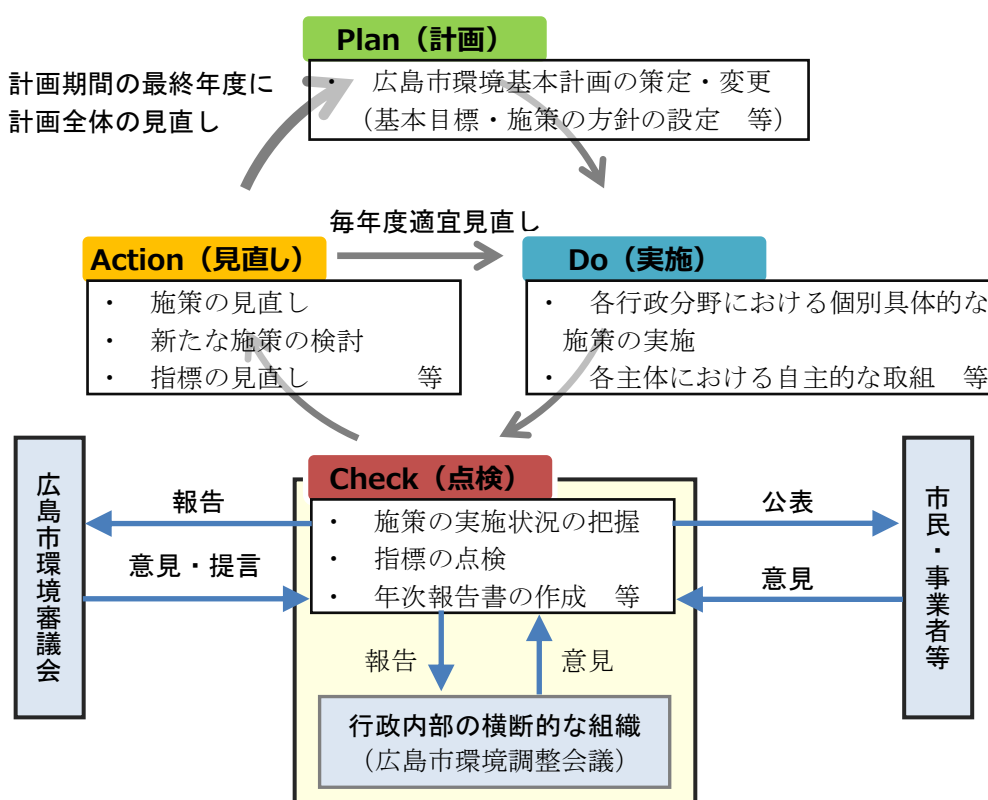 Plan（計画）
計画期間の最終年度に
計画全体の見直し
・　広島市環境基本計画の策定・変更
（基本目標・施策の方針の設定　等）
毎年度適宜見直し
Action（見直し）
・　施策の見直し
・　新たな施策の検討
・　指標の見直し　　　　等
Do（実施）
・　各行政分野における個別具体的な
施策の実施
・　各主体における自主的な取組　等
Check（点検）
・　施策の実施状況の把握
・　指標の点検
・　年次報告書の作成　等
広島市環境審議会
報告
意見・提言
公表
意見
市民・事業者等
報告
意見
行政内部の横断的な組織
（広島市環境調整会議）